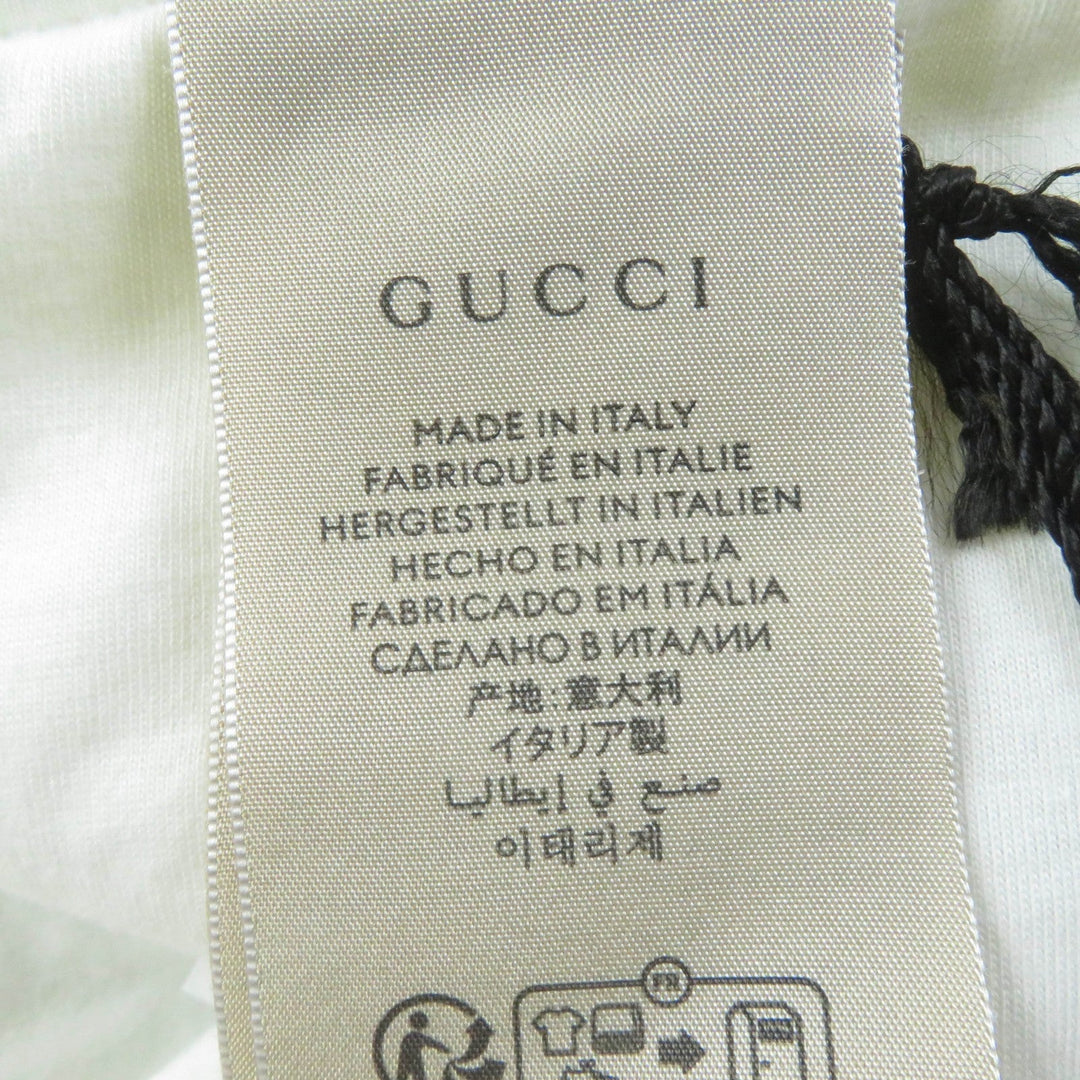 GUCCI
MADE IN ITALY
FABRIQUÉ EN ITALIE
HERGESTELLT IN ITALIEN
HECHO EN ITALIA
FABRICADO EM ITÁLIA
СДЕЛАНО В ИТАЛИИ
产地:意大利
イタリア製
صنع في إيطاليا
이태리제
FR